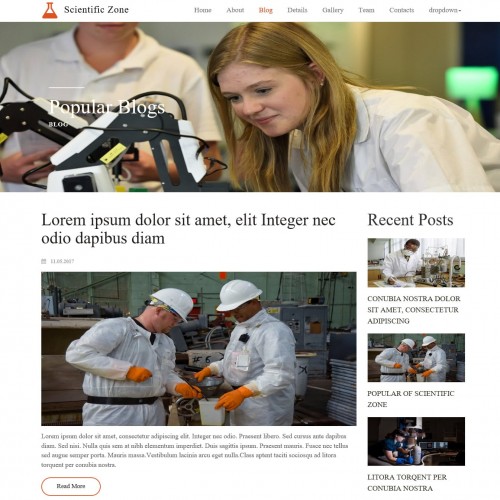 Scientific Zone
Home About Blog Details Gallery Team Contacts dropdown
Popular Blogs
BLOG
Lorem ipsum dolor sit amet, elit Integer nec
odio dapibus diam
11.05.2017
Lorem ipsum dolor sit amet, consectetur adipiscing elit. Integer nec odio. Praesent libero. Sed cursus ante dapibus
diam. Sed nisi. Nulla quis sem at nibh elementum imperdiet. Duis sagittis ipsum. Praesent mauris. Fusce nec tellus
sed augue semper porta. Mauris massa.Vestibulum lacinia arcu eget nulla class aptent taciti sociosqu ad litora
torquent per conubia nostra.
Read More
Recent Posts
CONUBIA NOSTRA DOLOR
SIT AMET, CONSECTETUR
ADIPISCING
POPULAR OF SCIENTIFIC
ZONE
LITORA TORQENT PER
CONUBIA NOSTRA